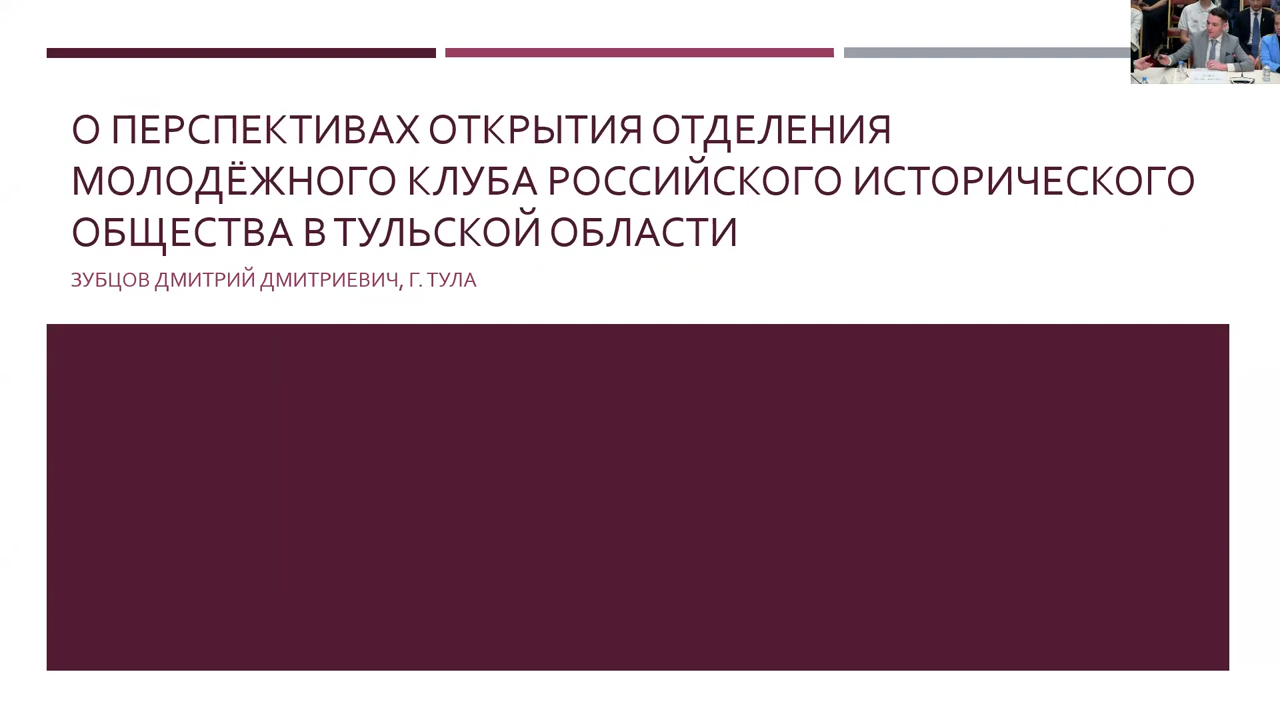 О ПЕРСПЕКТИВАХ ОТКРЫТИЯ ОТДЕЛЕНИЯ
МОЛОДЁЖНОГО КЛУБА РОССИЙСКОГО ИСТОРИЧЕСКОГО
ОБЩЕСТВА В ТУЛЬСКОЙ ОБЛАСТИ
ЗУБЦОВ ДМИТРИЙ ДМИТРИЕВИЧ, Г. ТУЛА